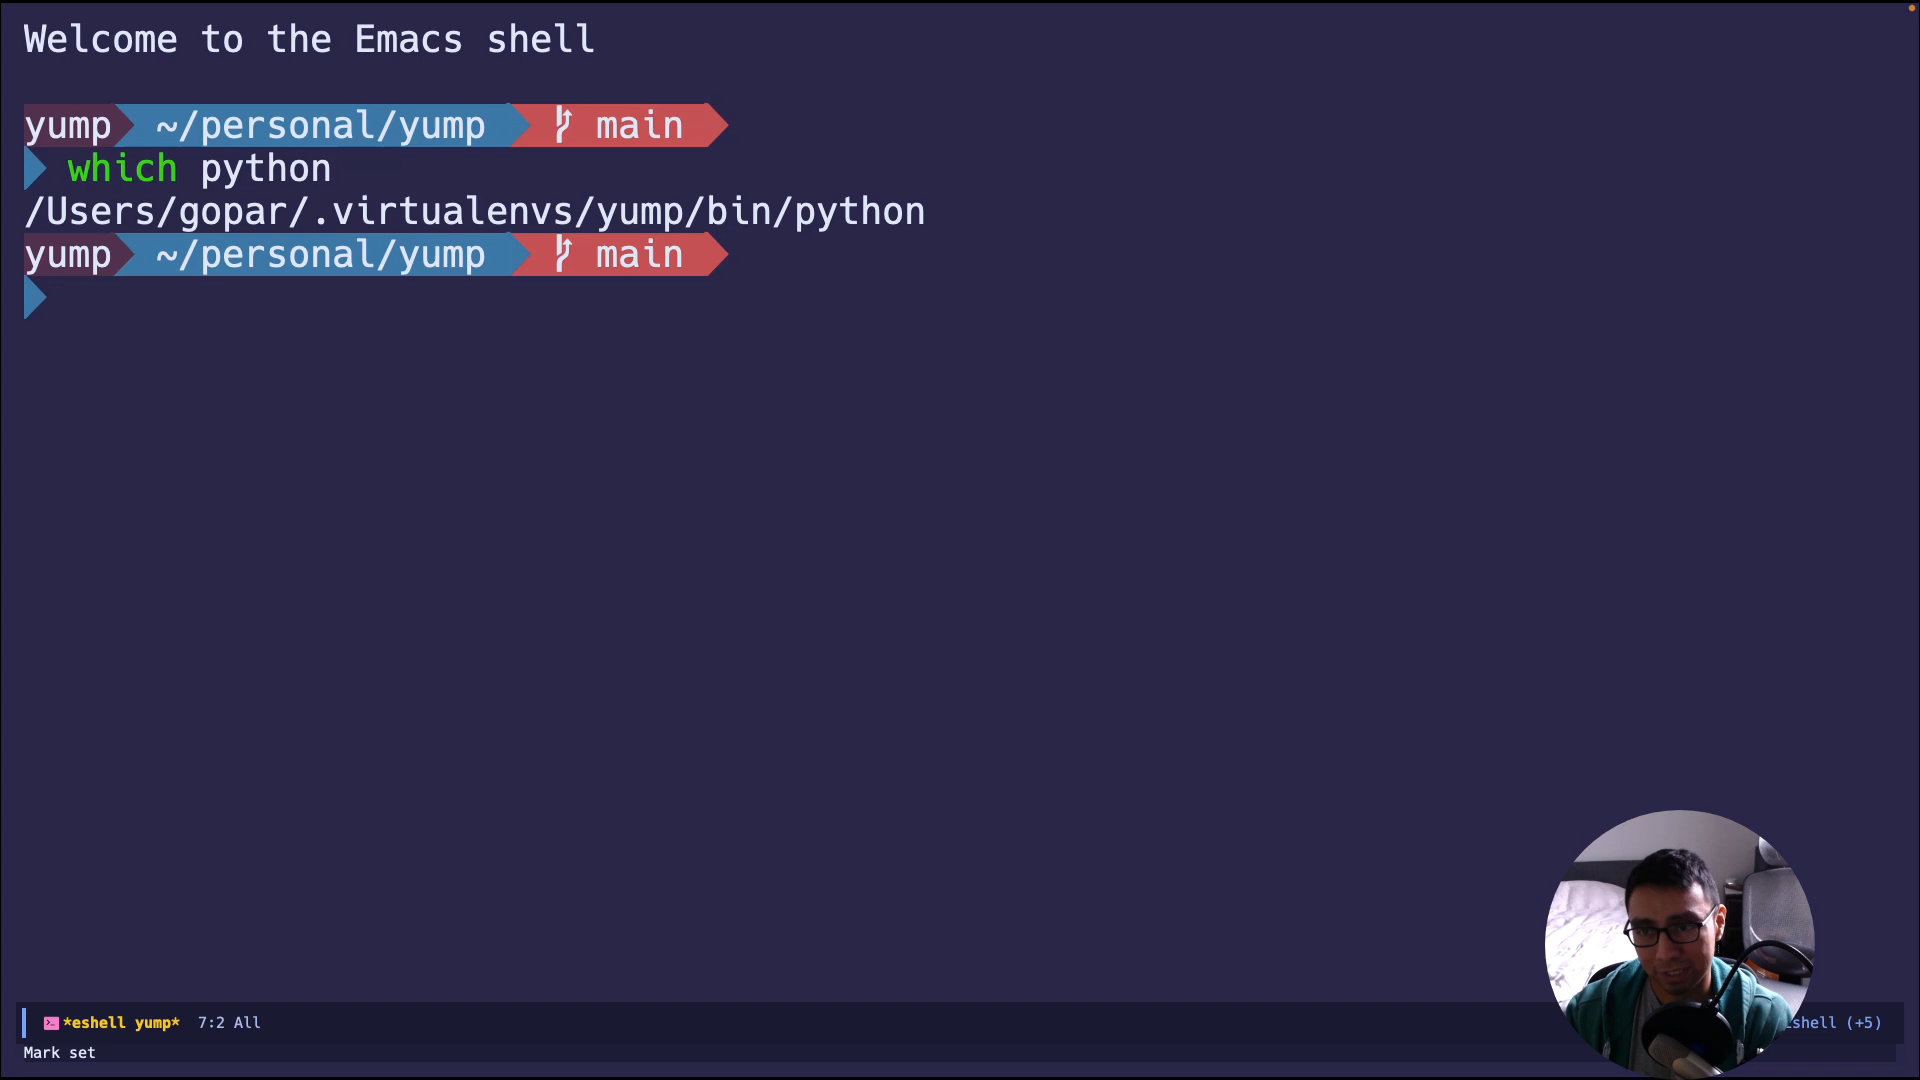 Welcome to the Emacs shell
yump ~/personal/yump main
which python
/Users/gopar/.virtualenvs/yump/bin/python
yump ~/personal/yump main
*eshell yump* 7:2 All shell (+5)
Mark set